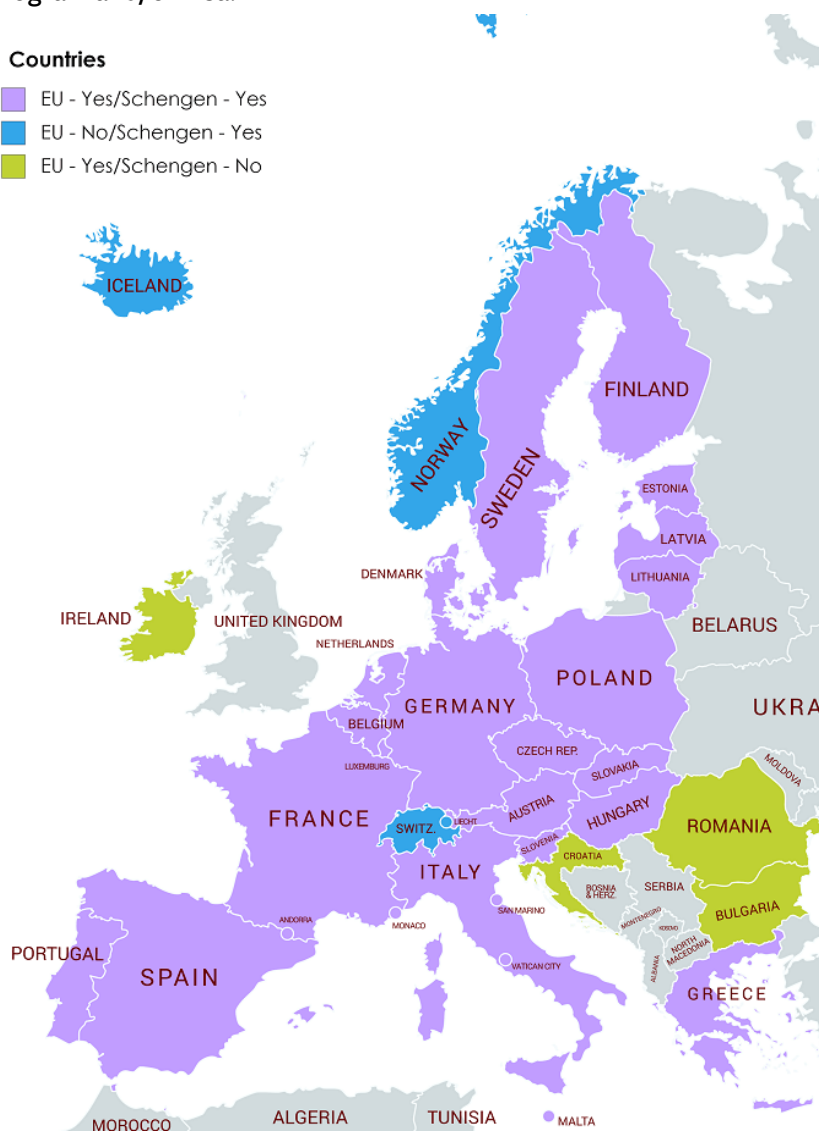 Countries
EU - Yes/Schengen - Yes
EU - No/Schengen - Yes
EU - Yes/Schengen - No
ICELAND
FINLAND
NORWAY
SWEDEN
ESTONIA
LATVIA
DENMARK
LITHUANIA
IRELAND
UNITED KINGDOM
BELARUS
NETHERLANDS
POLAND
GERMANY
UKRA
BELGIUM
CZECH REP.
LUXEMBURG
SLOVAKIA
MOLDOVA
AUSTRIA
HUNGARY
FRANCE
SWITZ.
LIECHT.
ROMANIA
SLOVENIA
CROATIA
ITALY
BOSNIA
& HERZ.
SERBIA
SAN MARINO
BULGARIA
ANDORRA
MONACO
MONTENEGRO
KOSOVO
PORTUGAL
NORTH
MACEDONIA
SPAIN
VATICAN CITY
ALBANIA
GREECE
MOROCCO
ALGERIA
TUNISIA
MALTA